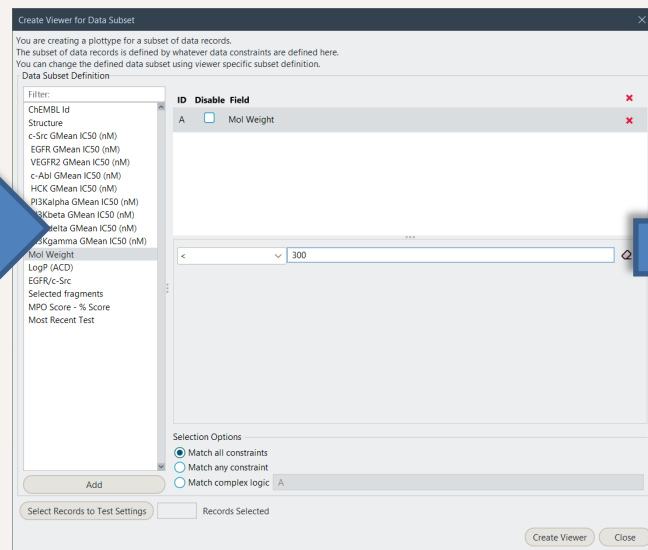 Create Viewer for Data Subset
You are creating a plottype for a subset of data records.
The subset of data records is defined by whatever data constraints are defined here.
You can change the defined data subset using viewer specific subset definition.
Data Subset Definition
Filter:
ChEMBL Id
Structure
c-Src GMean IC50 (nM)
EGFR GMean IC50 (nM)
VEGFR2 GMean IC50 (nM)
c-Abl GMean IC50 (nM)
HCK GMean IC50 (nM)
PI3Kalpha GMean IC50 (nM)
GMean IC50 (nM)
GMean IC50 (nM)
GMean IC50 (nM)
Mol Weight
LogP (ACD)
EGFR/c-Src
Selected fragments
MPO Score - % Score
Most Recent Test
Add
ID Disable Field
A Mol Weight
< 300
Selection Options
Match all constraints
Match any constraint
Match complex logic A
Select Records to Test Settings Records Selected
Create Viewer Close